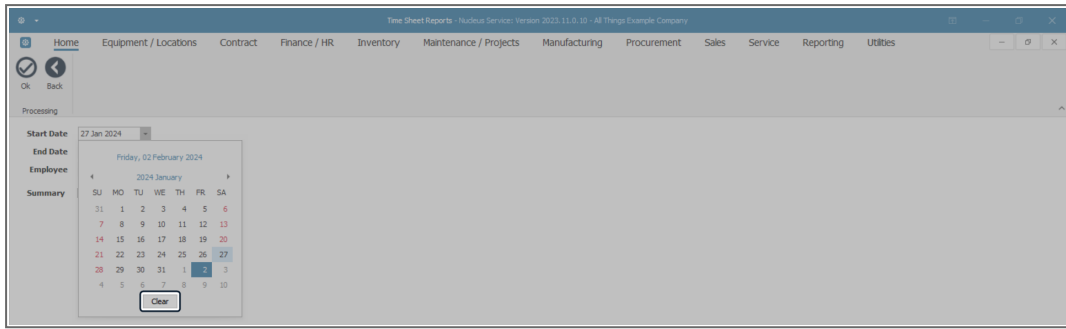 Time Sheet Reports - Nucleus Service: Version 2023.11.0.10 - All Things Example Company
Home Equipment / Locations Contract Finance / HR Inventory Maintenance / Projects Manufacturing Procurement Sales Service Reporting Utilities
Ok Back
Processing
Start Date 27 Jan 2024
End Date
Employee
Summary
Friday, 02 February 2024
2024 January
SU MO TU WE TH FR SA
31 1 2 3 4 5 6
7 8 9 10 11 12 13
14 15 16 17 18 19 20
21 22 23 24 25 26 27
28 29 30 31 1 2 3
4 5 6 7 8 9 10
Clear